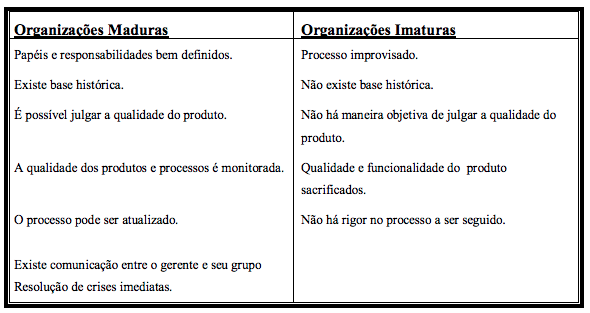 Organizações Maduras
Organizações Imaturas
Papéis e responsabilidades bem definidos.
Processo improvisado.
Existe base histórica.
Não existe base histórica.
É possível julgar a qualidade do produto.
Não há maneira objetiva de julgar a qualidade do
produto.
A qualidade dos produtos e processos é monitorada.
Qualidade e funcionalidade do produto
sacrificados.
O processo pode ser atualizado.
Não há rigor no processo a ser seguido.
Existe comunicação entre o gerente e seu grupo
Resolução de crises imediatas.